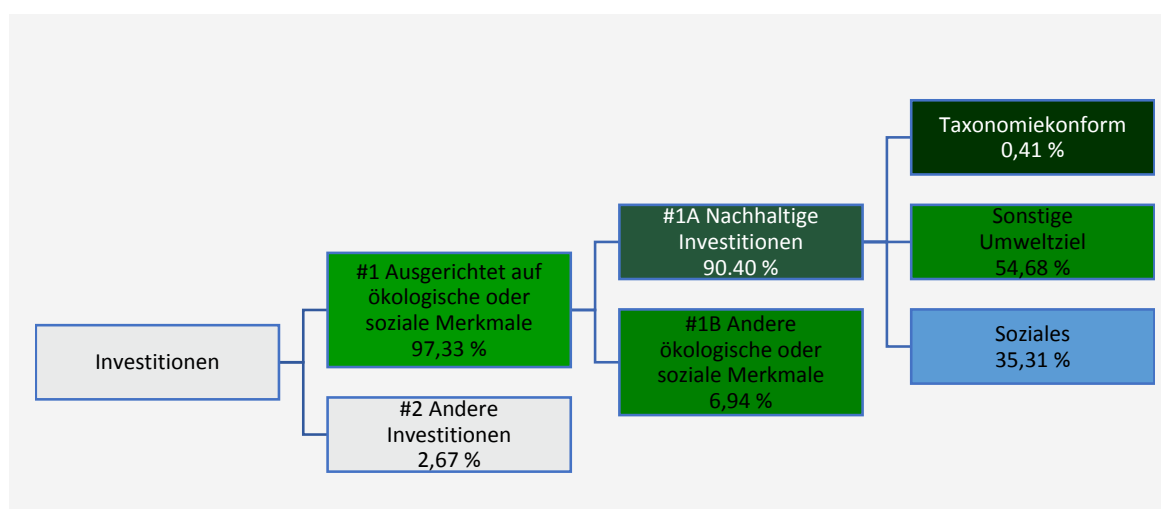 Investitionen
#1 Ausgerichtet auf
ökologische oder
soziale Merkmale
97,33 %
#2 Andere
Investitionen
2,67 %
#1A Nachhaltige
Investitionen
90.40 %
#1B Andere
ökologische oder
soziale Merkmale
6,94 %
Taxonomiekonform
0,41 %
Sonstige
Umweltziel
54,68 %
Soziales
35,31 %